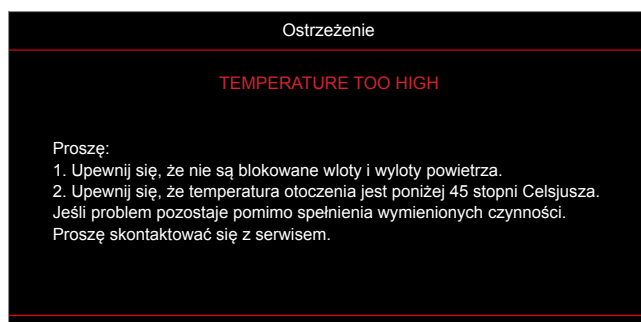 Ostrzeżenie
TEMPERATURE TOO HIGH
Proszę:
1. Upewnij się, że nie są blokowane wloty i wyloty powietrza.
2. Upewnij się, że temperatura otoczenia jest poniżej 45 stopni Celsjusza.
Jeśli problem pozostaje pomimo spełnienia wymienionych czynności.
Proszę skontaktować się z serwisem.